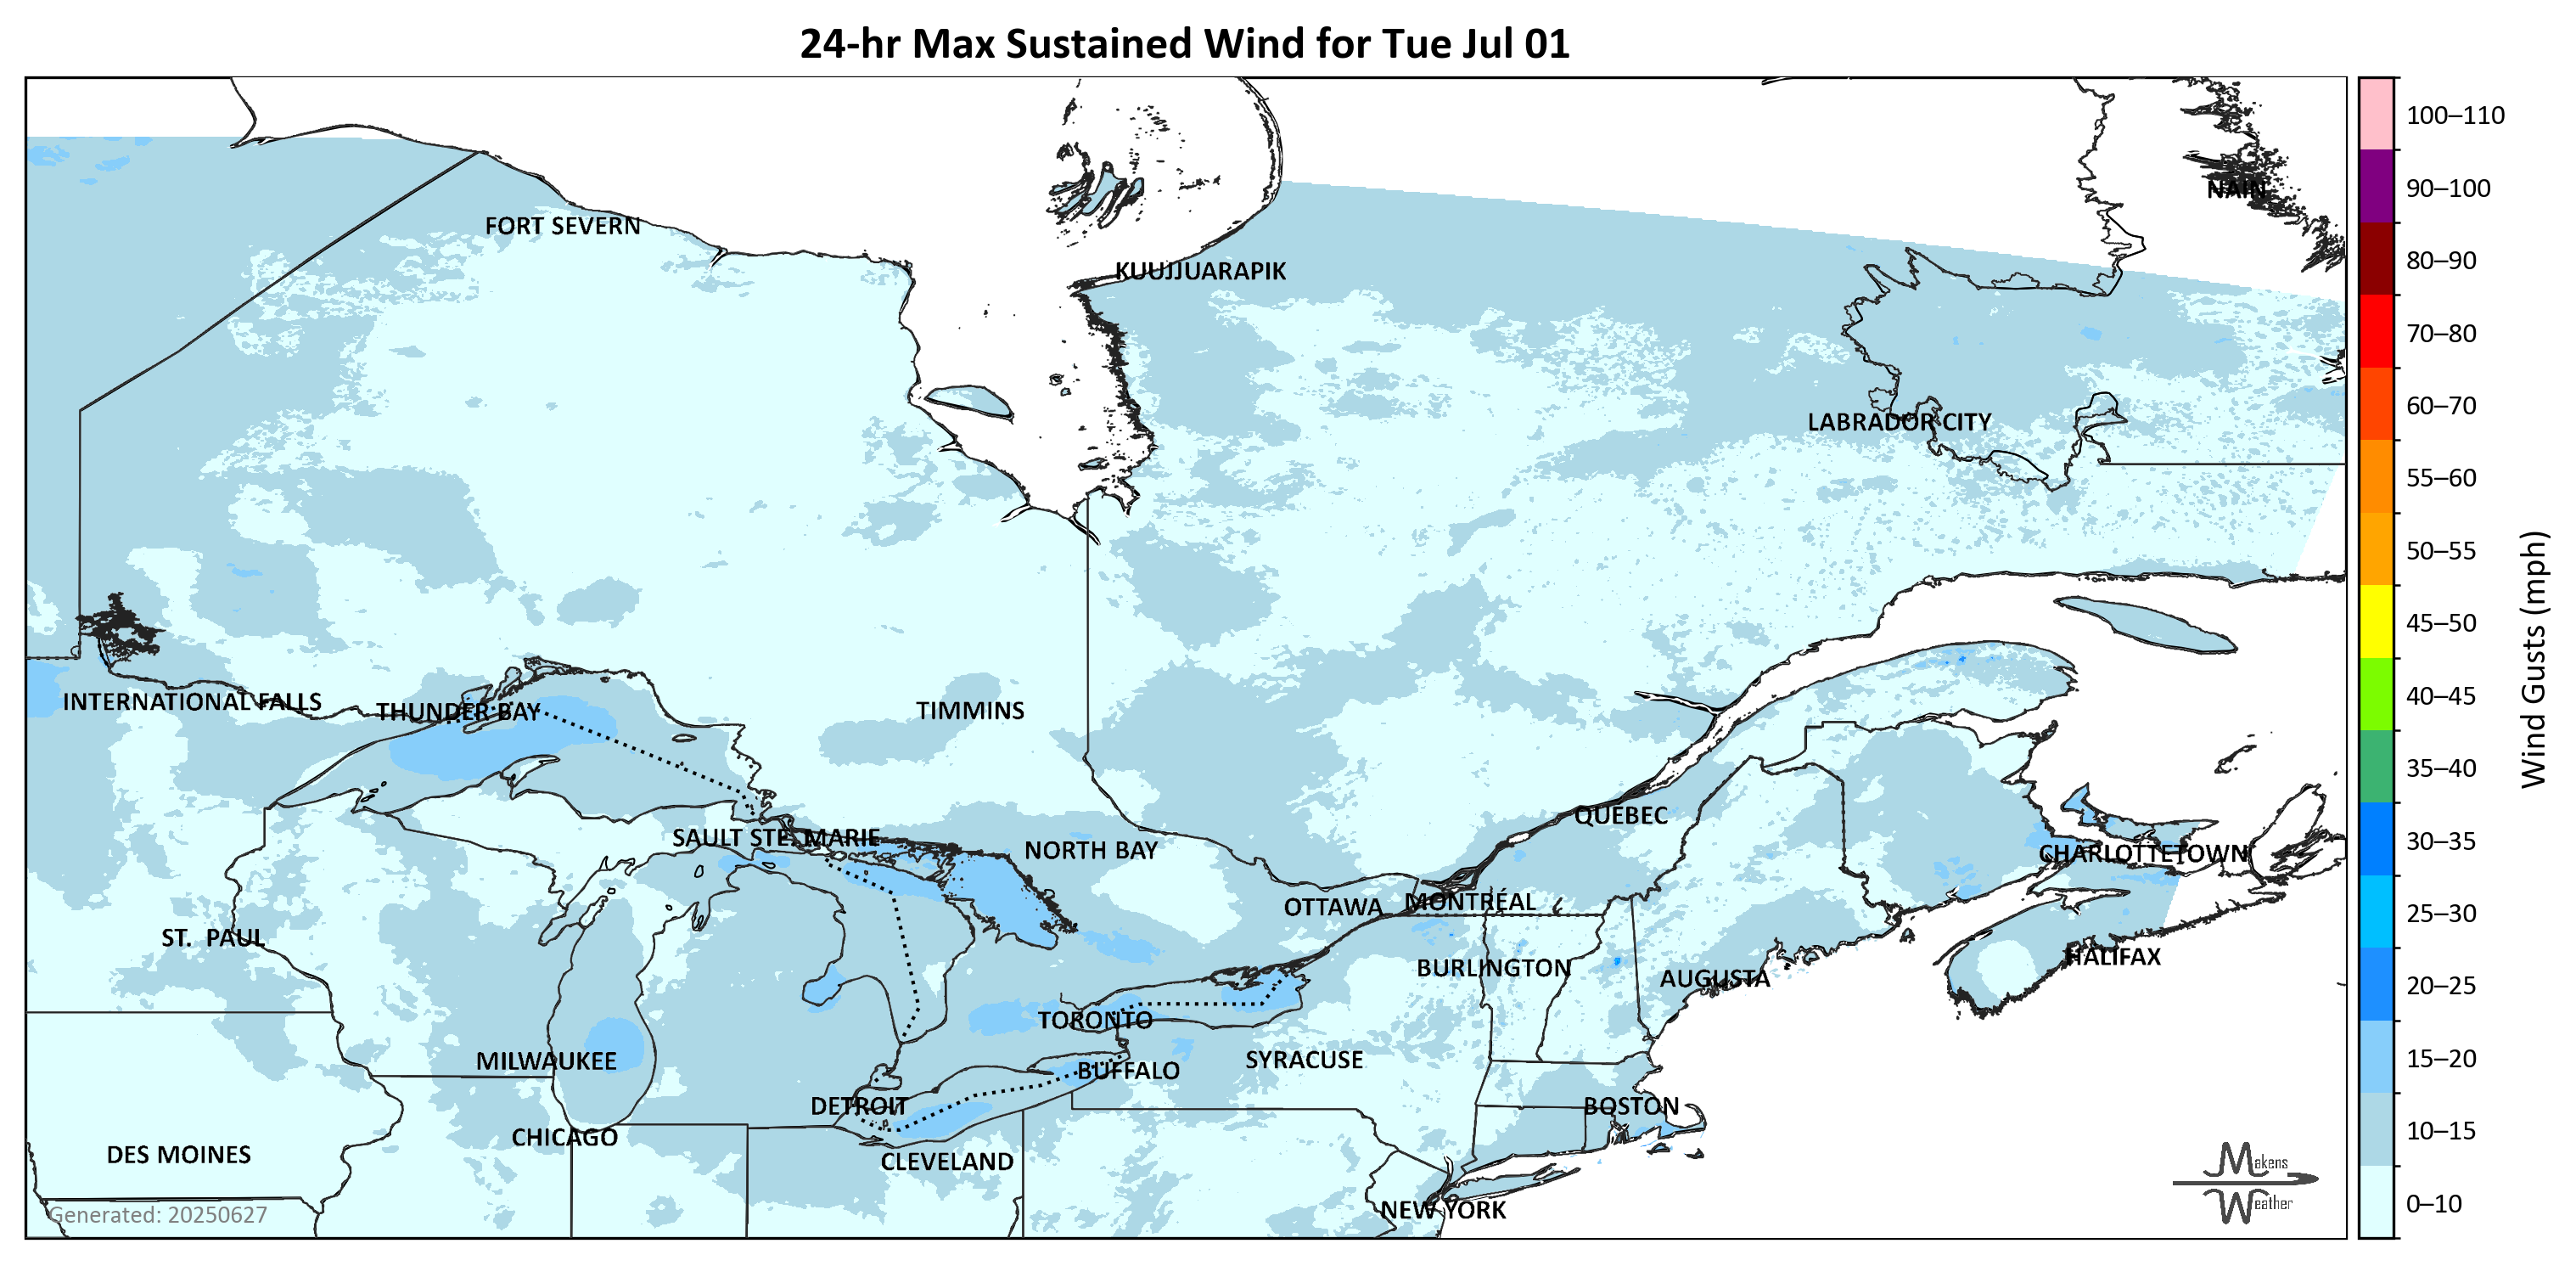 24-hr Max Sustained Wind for Tue Jul 01
100–110
90–100
80–90
70–80
60–70
55–60
50–55
45–50
40–45
35–40
30–35
25–30
20–25
15–20
10–15
0–10
Wind Gusts (mph)
NAIN
FORT SEVERN
KUUJJUARAPIK
LABRADOR CITY
INTERNATIONAL FALLS
THUNDER BAY
TIMMINS
QUEBEC
SAULT STE. MARIE
NORTH BAY
CHARLOTTETOWN
OTTAWA
MONTRÉAL
ST. PAUL
HALIFAX
BURLINGTON
AUGUSTA
TORONTO
MILWAUKEE
SYRACUSE
BUFFALO
DETROIT
BOSTON
CHICAGO
DES MOINES
CLEVELAND
NEW YORK
Generated: 20250627
Makens
Weather